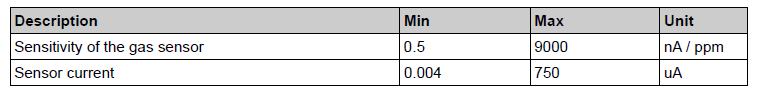 Description Min Max Unit
Sensitivity of the gas sensor 0.5 9000 nA / ppm
Sensor current 0.004 750 uA